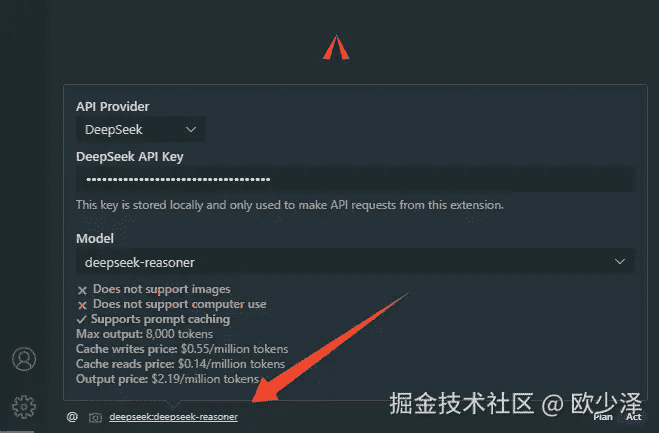 API Provider
DeepSeek
DeepSeek API Key
•••••••••••••••••••••••••••••••••••
This key is stored locally and only used to make API requests from this extension.
Model
deepseek-reasoner
✕ Does not support images
✕ Does not support computer use
✓ Supports prompt caching
Max output: 8,000 tokens
Cache writes price: $0.55/million tokens
Cache reads price: $0.14/million tokens
Output price: $2.19/million tokens
@ deepseek:deepseek-reasoner
Plan Act
掘金技术社区 @ 欧少泽